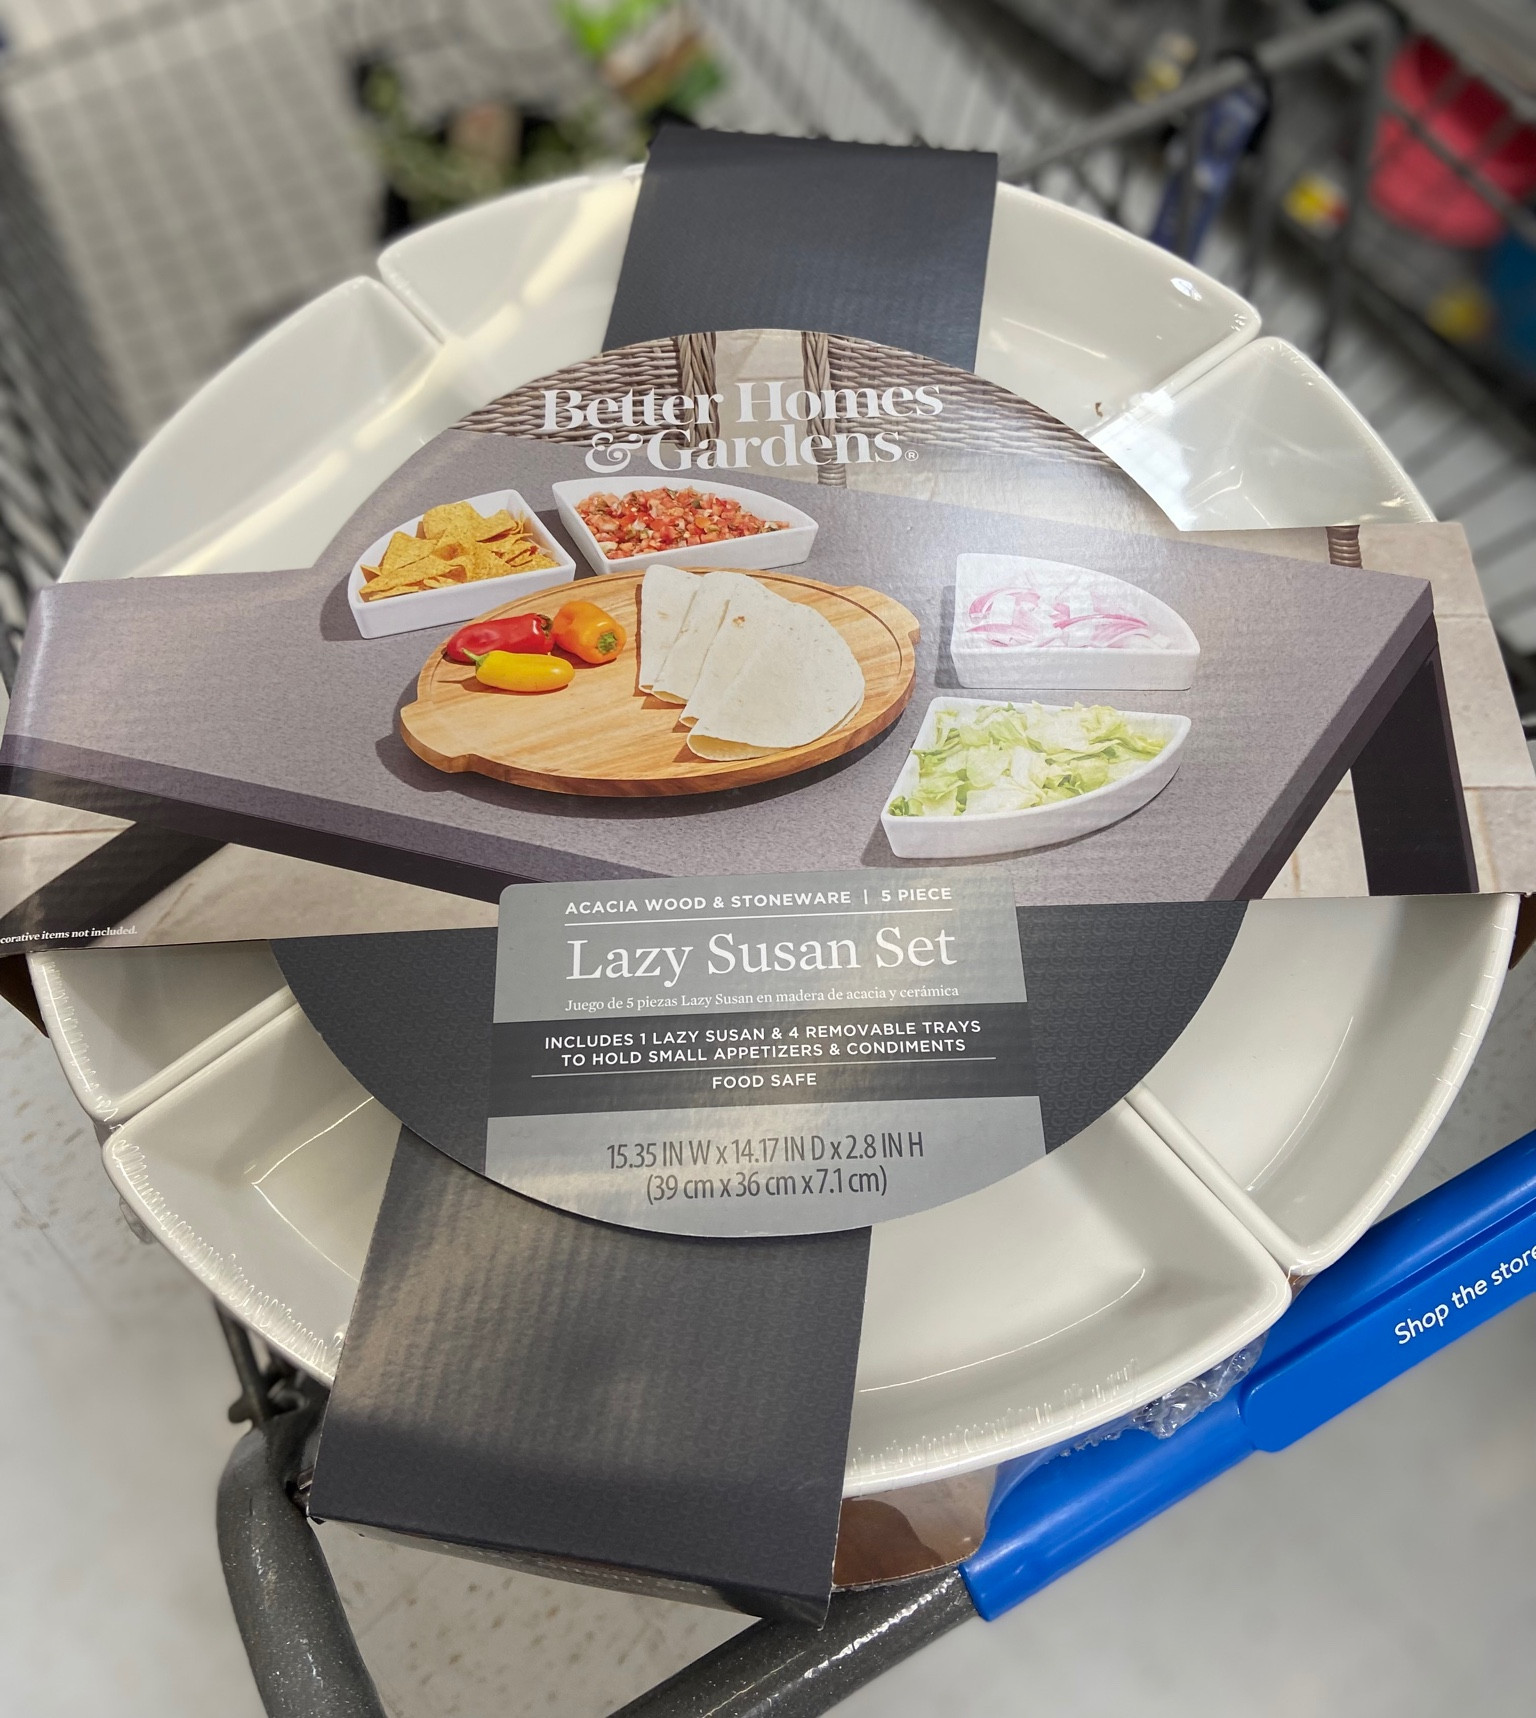 Better Homes
& Gardens®
corative items not included.
ACACIA WOOD & STONEWARE | 5 PIECE
Lazy Susan Set
Juego de 5 piezas Lazy Susan en madera de acacia y cerámica
INCLUDES 1 LAZY SUSAN & 4 REMOVABLE TRAYS
TO HOLD SMALL APPETIZERS & CONDIMENTS
FOOD SAFE
15.35 IN W x 14.17 IN D x 2.8 IN H
(39 cm x 36 cm x 7.1 cm)
Shop the store